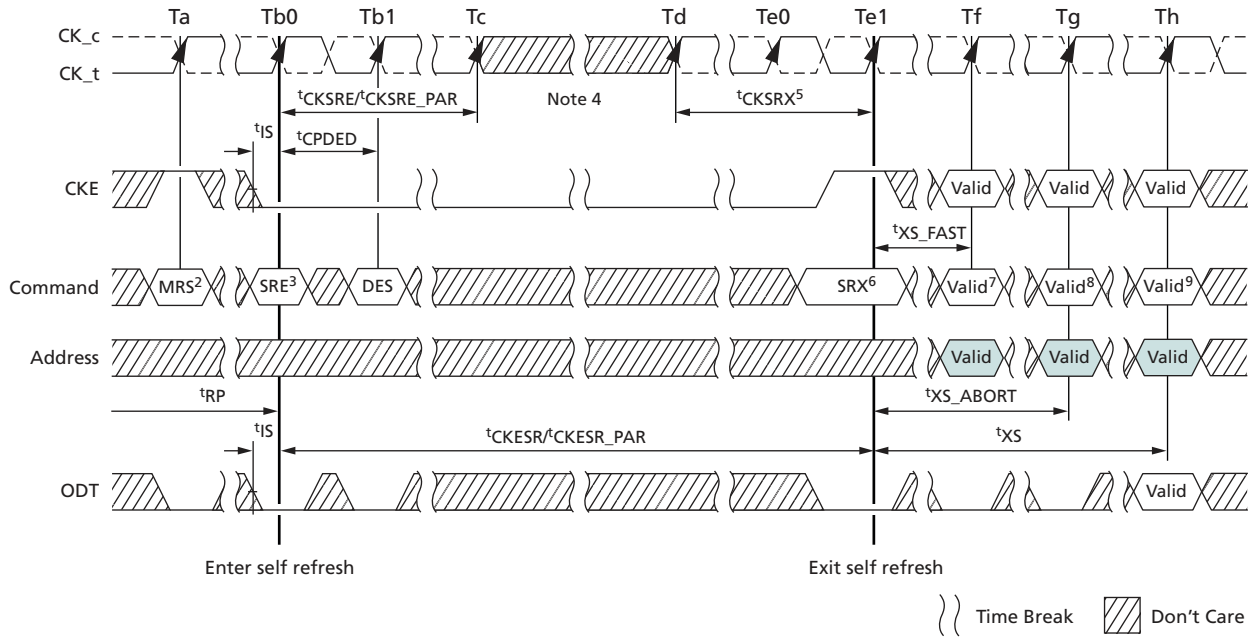 Ta Tb0 Tb1 Tc Td Te0 Te1 Tf Tg Th
CK_c
CK_t
tCKSRE/tCKSRE_PAR Note 4 tCKSRX5
tIS tCPDED
CKE Valid Valid Valid
tXS_FAST
Command MRS2 SRE3 DES SRX6 Valid7 Valid8 Valid9
Address Valid Valid Valid
tRP tXS_ABORT
tIS tCKESR/tCKESR_PAR tXS
ODT Valid
Enter self refresh Exit self refresh
Time Break Don't Care